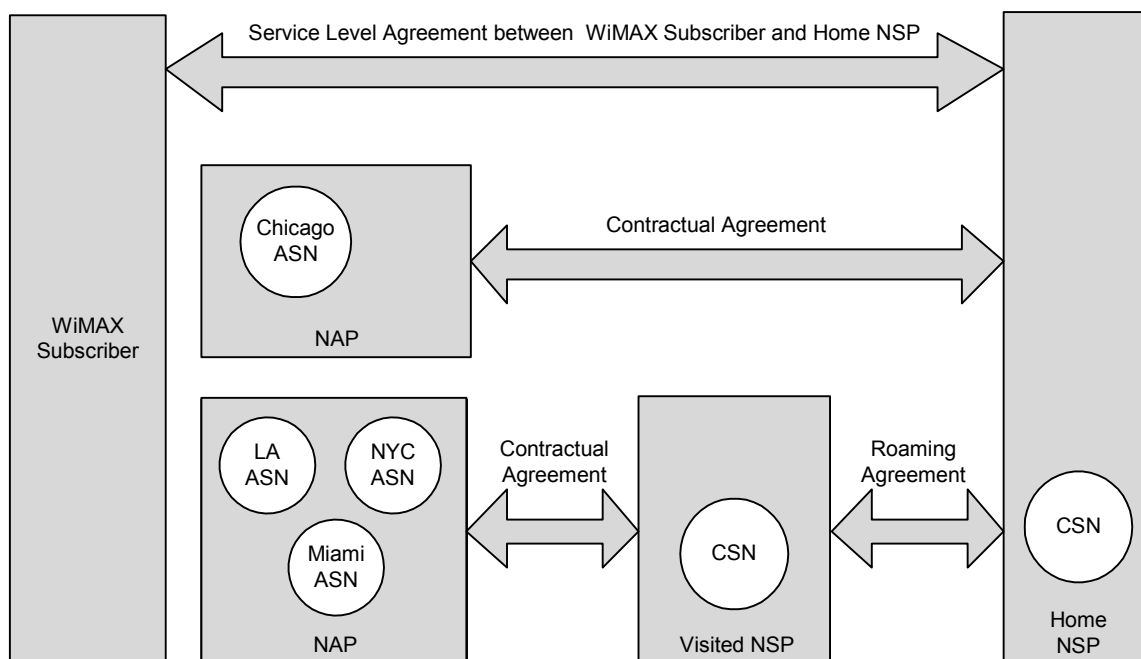 Service Level Agreement between WiMAX Subscriber and Home NSP
Chicago
ASN
NAP
Contractual Agreement
WiMAX
Subscriber
LA
ASN
NYC
ASN
Miami
ASN
NAP
Contractual
Agreement
CSN
Visited NSP
Roaming
Agreement
CSN
Home
NSP